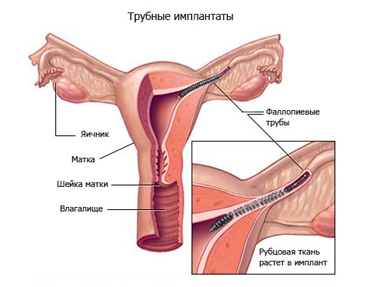 Трубные имплантаты
Фаллопиевые
трубы
Яичник
Матка
Шейка матки
Влагалище
Рубцовая ткань
растет в имплант